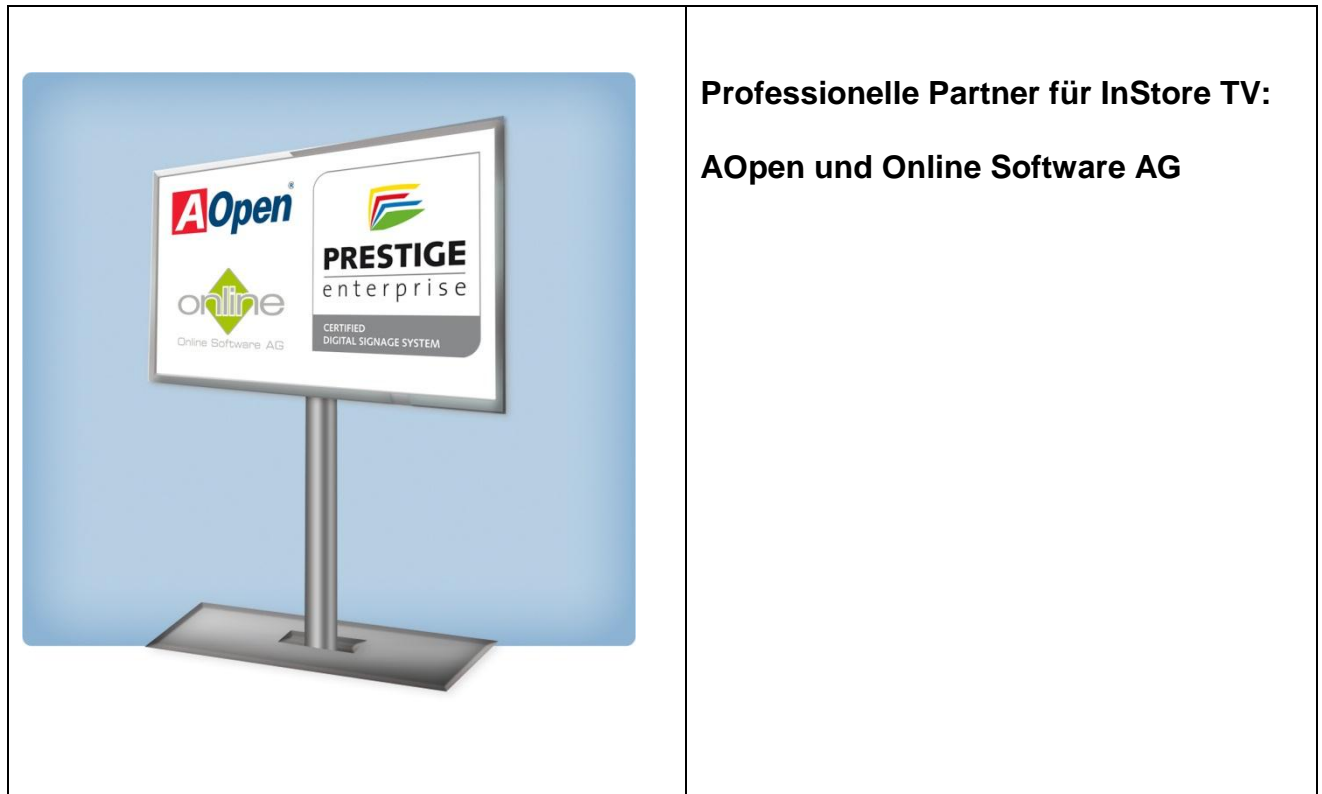 AOpen®
online
Online Software AG
PRESTIGE
enterprise
CERTIFIED
DIGITAL SIGNAGE SYSTEM
Professionelle Partner für InStore TV:
AOpen und Online Software AG